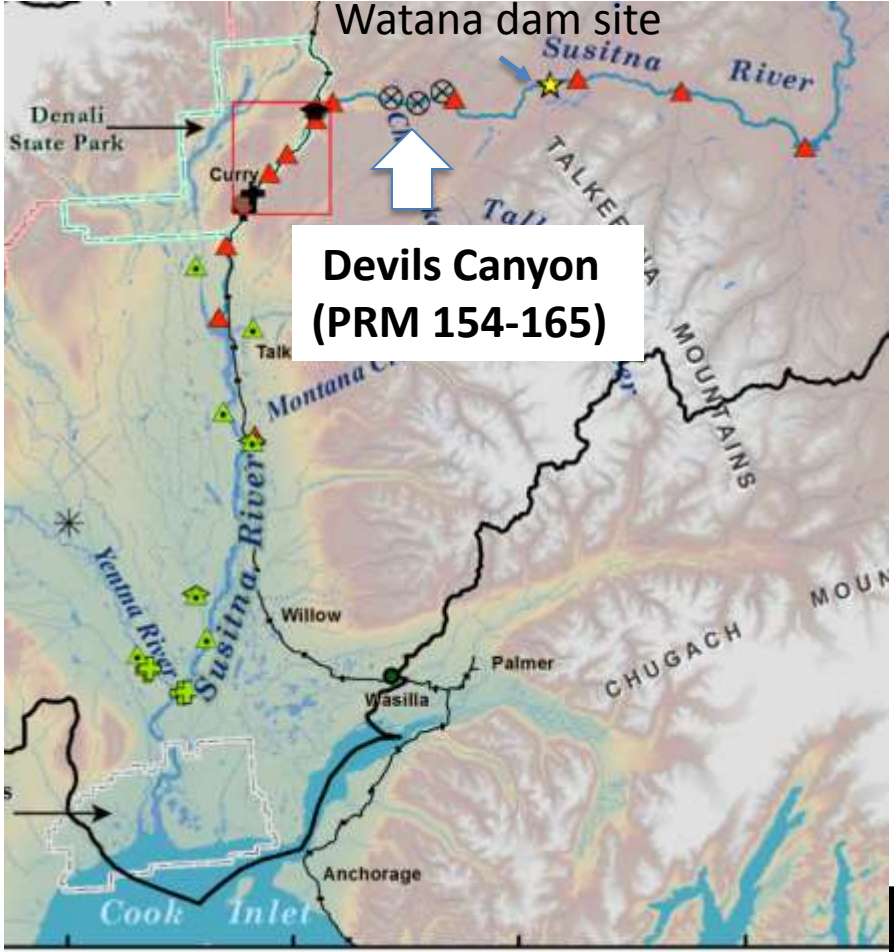 Watana dam site
Susitna
River
Denali
State Park
Curry
TALKEETNA
MOUNTAINS
Devils Canyon
(PRM 154-165)
Montana
Susitna River
Yentna River
Willow
Palmer
Wasilla
CHUGACH
Anchorage
Cook Inlet